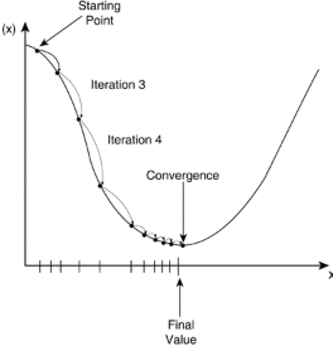 Starting
Point
(x)
Iteration 3
Iteration 4
Convergence
x
Final
Value